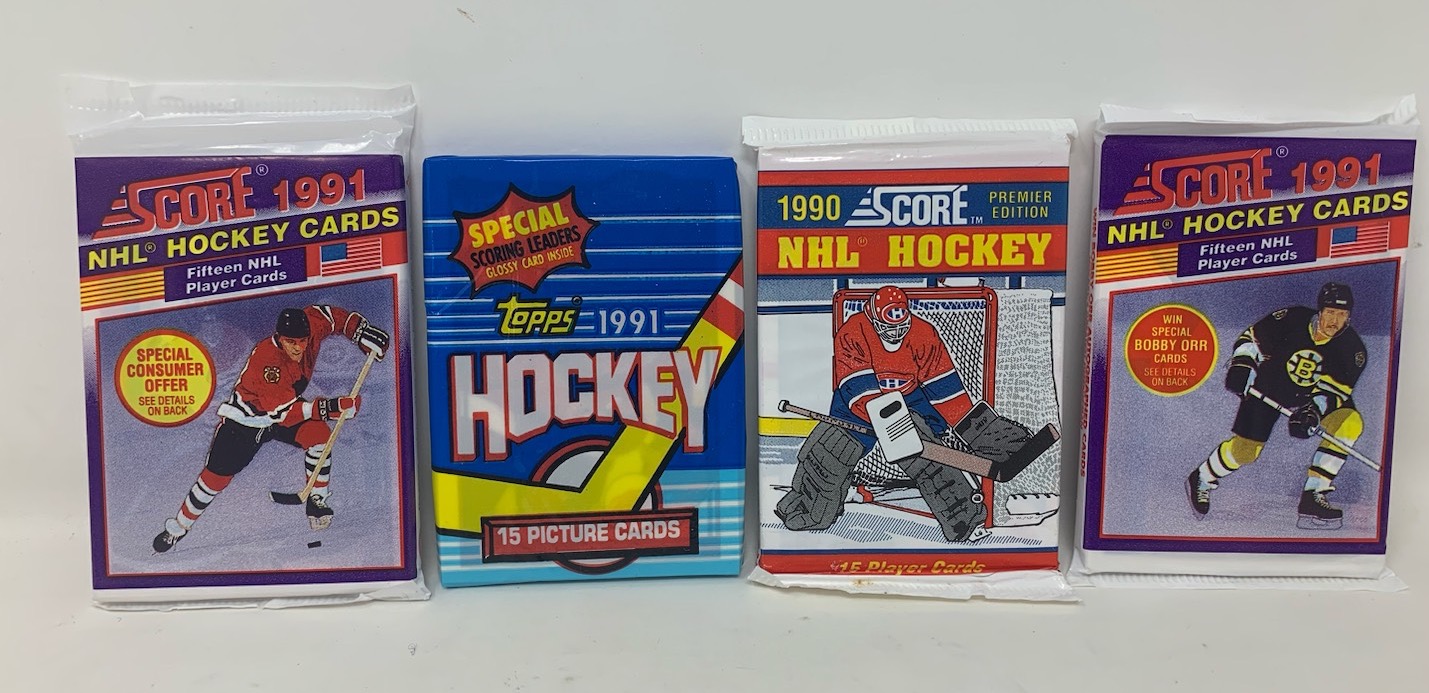 SCORE® 1991
NHL® HOCKEY CARDS
Fifteen NHL
Player Cards
SPECIAL
CONSUMER
OFFER
SEE DETAILS
ON BACK
SPECIAL
SCORING LEADERS
GLOSSY CARD INSIDE
TOPPS® 1991
HOCKEY
15 PICTURE CARDS
1990 SCORE™ PREMIER
EDITION
NHL® HOCKEY
15 Player Cards
SCORE® 1991
NHL® HOCKEY CARDS
Fifteen NHL
Player Cards
WIN
SPECIAL
BOBBY ORR
CARDS
SEE DETAILS
ON BACK
B